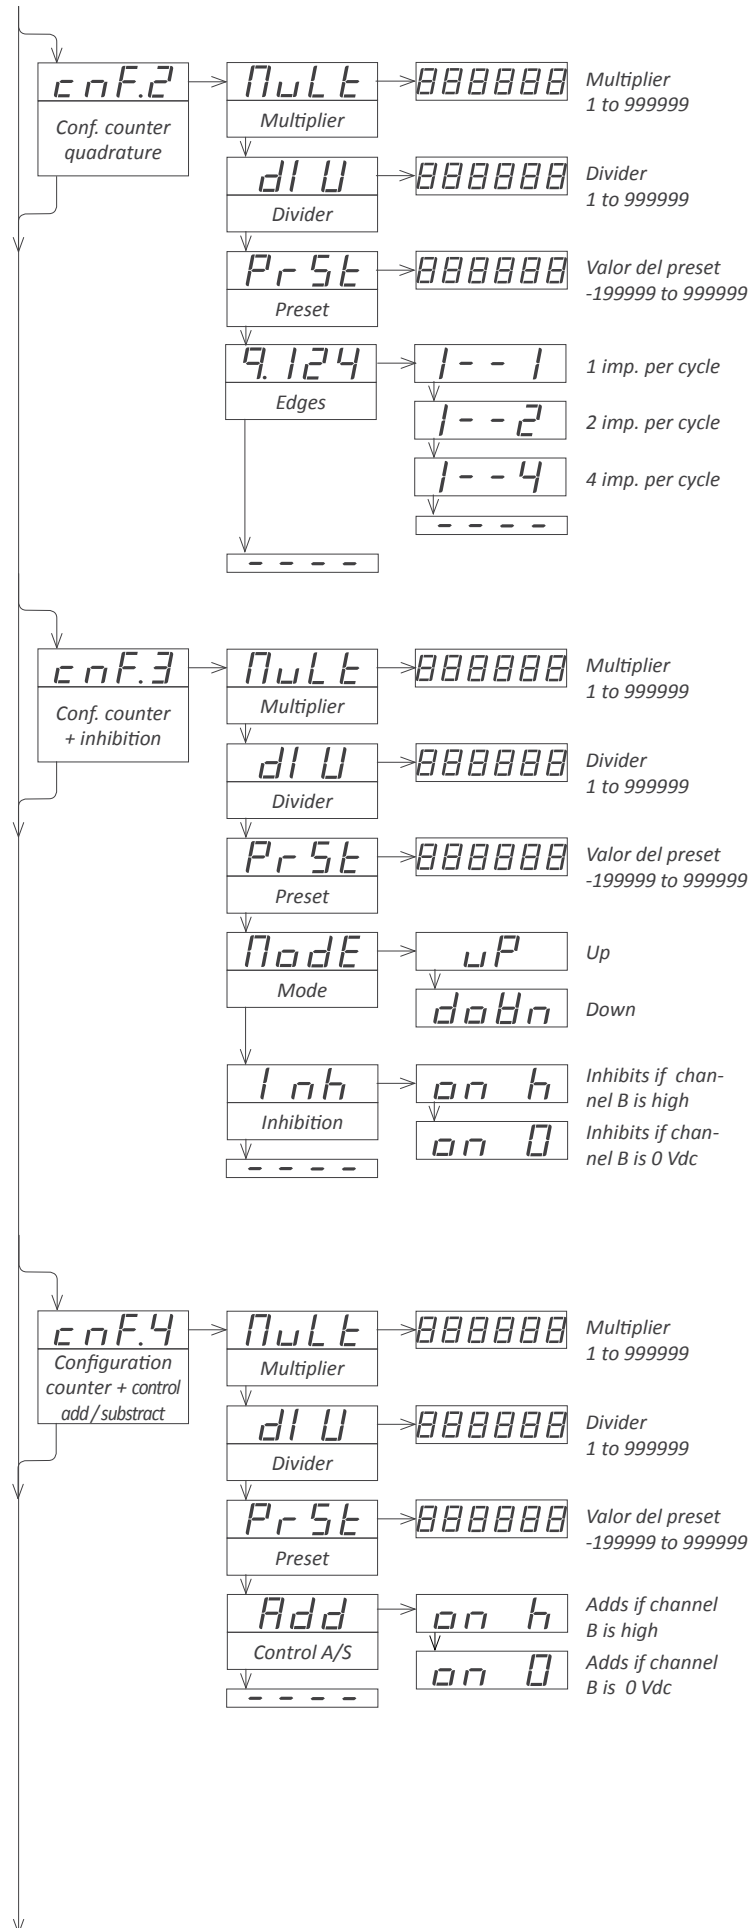 cnF.2
Conf. counter
quadrature
MuLt
Multiplier
888888
Multiplier
1 to 999999
dI U
Divider
888888
Divider
1 to 999999
PrSt
Preset
888888
Valor del preset
-199999 to 999999
q.124
Edges
1--1
1 imp. per cycle
1--2
2 imp. per cycle
1--4
4 imp. per cycle
----
----
cnF.3
Conf. counter
+ inhibition
MuLt
Multiplier
888888
Multiplier
1 to 999999
dI U
Divider
888888
Divider
1 to 999999
PrSt
Preset
888888
Valor del preset
-199999 to 999999
ModE
Mode
uP
Up
doWn
Down
Inh
Inhibition
on h
Inhibits if chan-
nel B is high
on 0
Inhibits if chan-
nel B is 0 Vdc
----
cnF.4
Configuration
counter + control
add / substract
MuLt
Multiplier
888888
Multiplier
1 to 999999
dI U
Divider
888888
Divider
1 to 999999
PrSt
Preset
888888
Valor del preset
-199999 to 999999
Add
Control A/S
on h
Adds if channel
B is high
on 0
Adds if channel
B is 0 Vdc
----